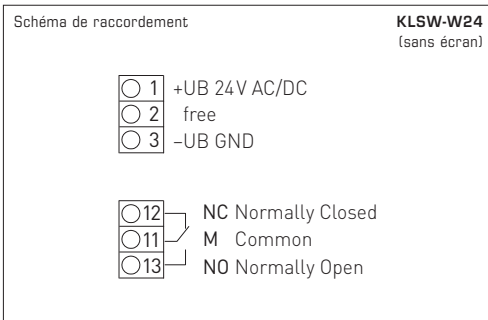 Schéma de raccordement KLSW-W24
(sans écran)
1 +UB 24V AC/DC
2 free
3 –UB GND
12 NC Normally Closed
11 M Common
13 NO Normally Open